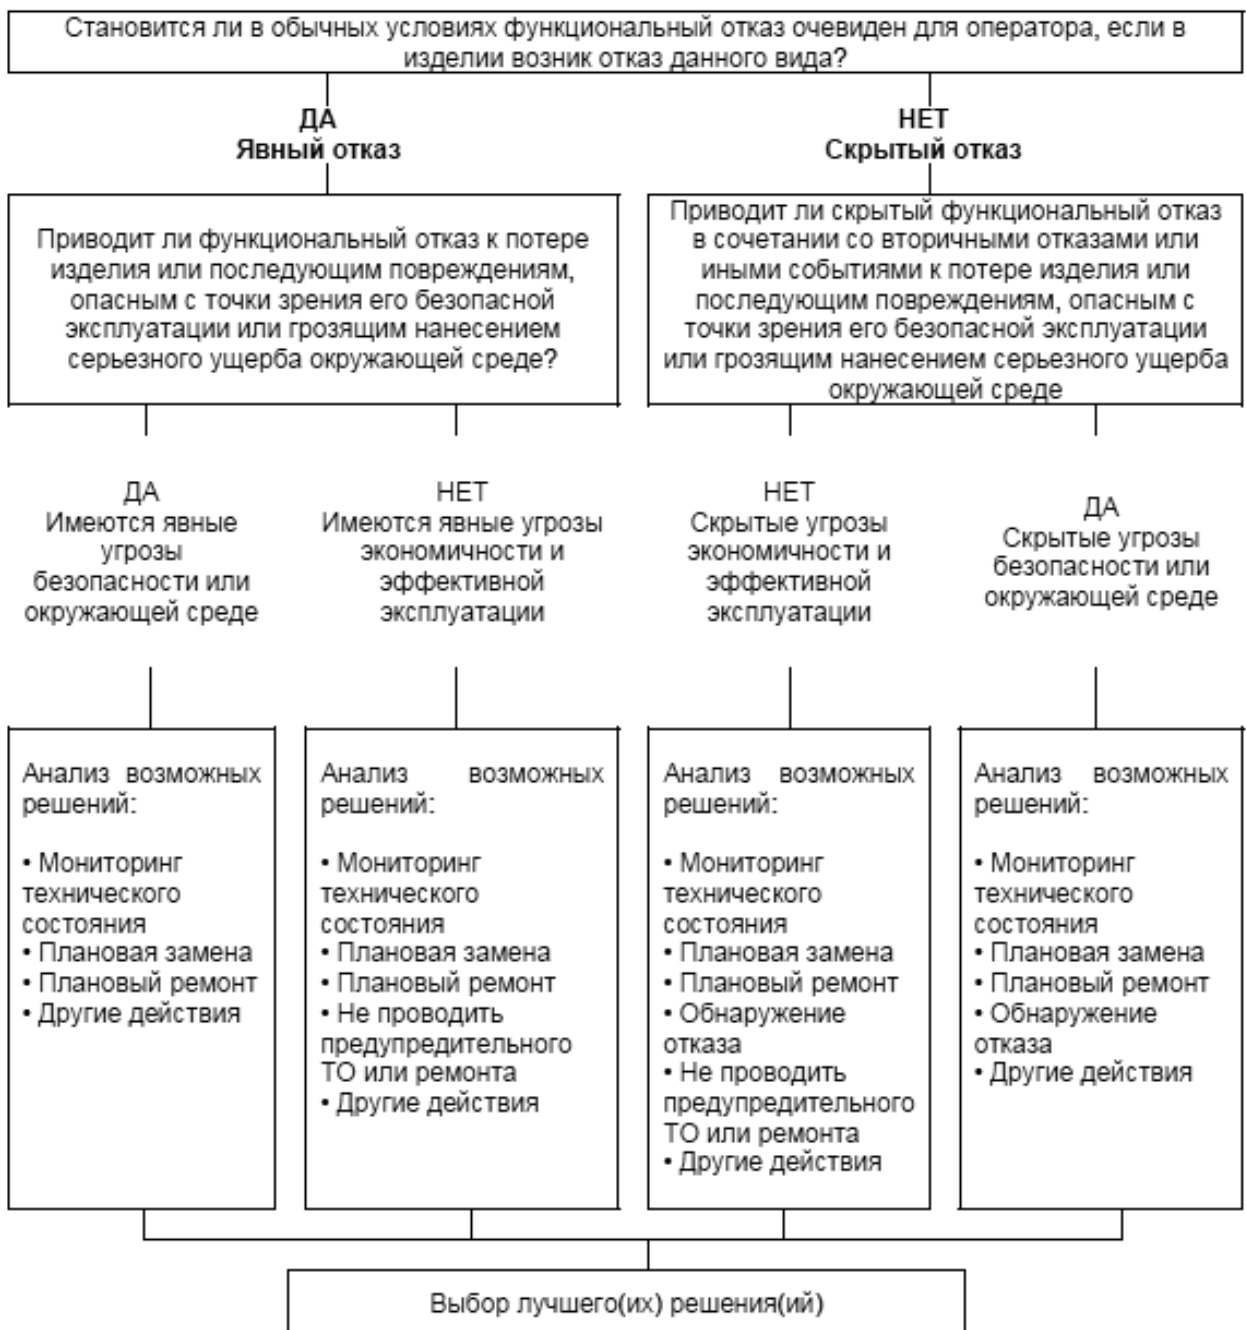 Становится ли в обычных условиях функциональный отказ очевиден для оператора, если в
изделии возник отказ данного вида?
ДА
Явный отказ
НЕТ
Скрытый отказ
Приводит ли функциональный отказ к потере
изделия или последующим повреждениям,
опасным с точки зрения его безопасной
эксплуатации или грозящим нанесением
серьезного ущерба окружающей среде?
Приводит ли скрытый функциональный отказ
в сочетании со вторичными отказами или
иными событиями к потере изделия или
последующим повреждениям, опасным с
точки зрения его безопасной эксплуатации
или грозящим нанесением серьезного ущерба
окружающей среде
ДА
Имеются явные
угрозы
безопасности или
окружающей среде
НЕТ
Имеются явные угрозы
экономичности и
эффективной
эксплуатации
НЕТ
Скрытые угрозы
экономичности и
эффективной
эксплуатации
ДА
Скрытые угрозы
безопасности или
окружающей среде
Анализ возможных
решений:
• Мониторинг
технического
состояния
• Плановая замена
• Плановый ремонт
• Другие действия
Анализ возможных
решений:
• Мониторинг
технического
состояния
• Плановая замена
• Плановый ремонт
• Не проводить
предупредительного
ТО или ремонта
• Другие действия
Анализ возможных
решений:
• Мониторинг
технического
состояния
• Плановая замена
• Плановый ремонт
• Обнаружение
отказа
• Не проводить
предупредительного
ТО или ремонта
• Другие действия
Анализ возможных
решений:
• Мониторинг
технического
состояния
• Плановая замена
• Плановый ремонт
• Обнаружение
отказа
• Другие действия
Выбор лучшего(их) решения(ий)